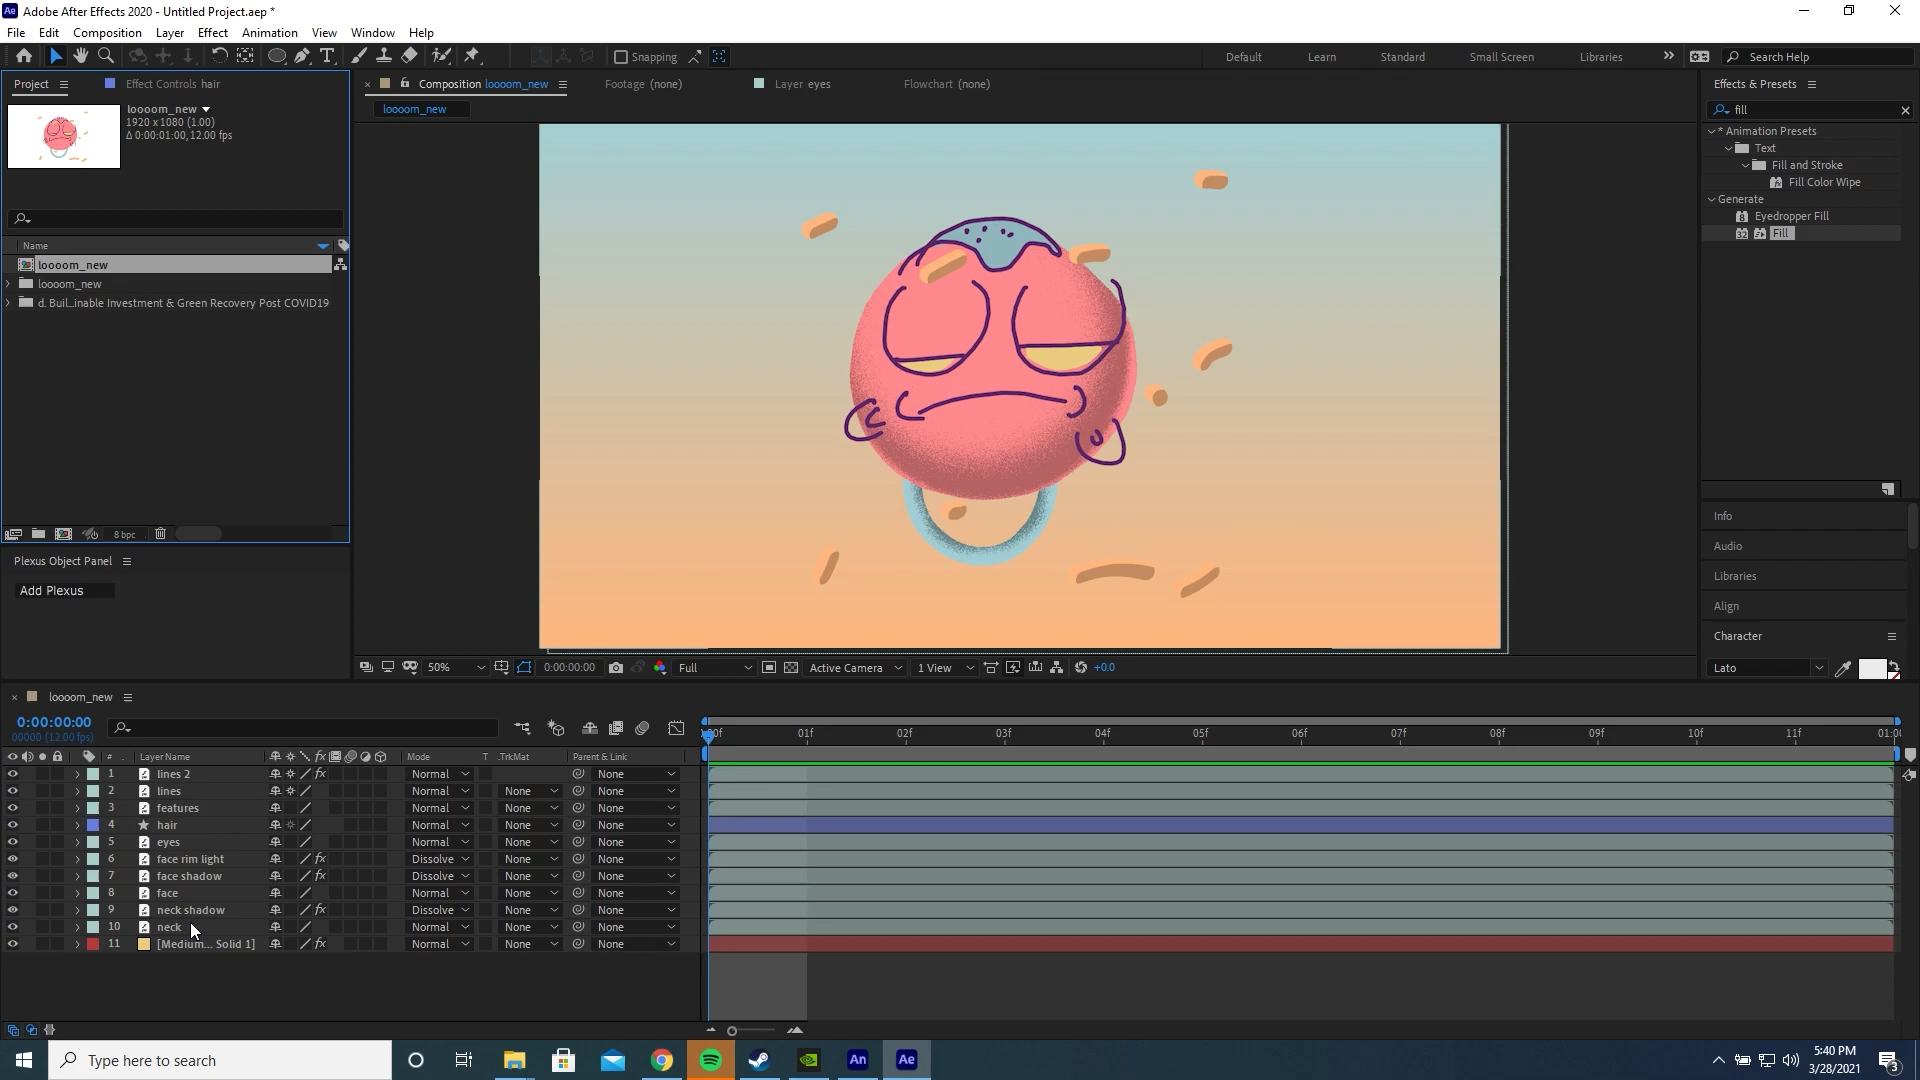 Adobe After Effects 2020 - Untitled Project.aep *
File Edit Composition Layer Effect Animation View Window Help
Snapping
Default Learn Standard Small Screen Libraries
Search Help
Project
Effect Controls hair
Composition loooom_new
Footage (none)
Layer eyes
Flowchart (none)
Effects & Presets
loooom_new
1920 x 1080 (1.00)
Δ 0:00:01:00, 12.00 fps
loooom_new
fill
* Animation Presets
Text
Fill and Stroke
Fill Color Wipe
Generate
Eyedropper Fill
Fill
Name
loooom_new
loooom_new
d. Buil...inable Investment & Green Recovery Post COVID19
8 bpc
Plexus Object Panel
Add Plexus
Info
Audio
Libraries
Align
Character
Lato
50% 0:00:00:00 Full Active Camera 1 View +0.0
loooom_new
0:00:00:00
00000 (12.00 fps)
:00f 01f 02f 03f 04f 05f 06f 07f 08f 09f 10f 11f 01:00
# Layer Name Mode T .TrkMat Parent & Link
1 lines 2 Normal None
2 lines Normal None None
3 features Normal None None
4 hair Normal None None
5 eyes Normal None None
6 face rim light Dissolve None None
7 face shadow Dissolve None None
8 face Normal None None
9 neck shadow Dissolve None None
10 neck Normal None None
11 [Medium... Solid 1] Normal None None
Type here to search
5:40 PM
3/28/2021
3